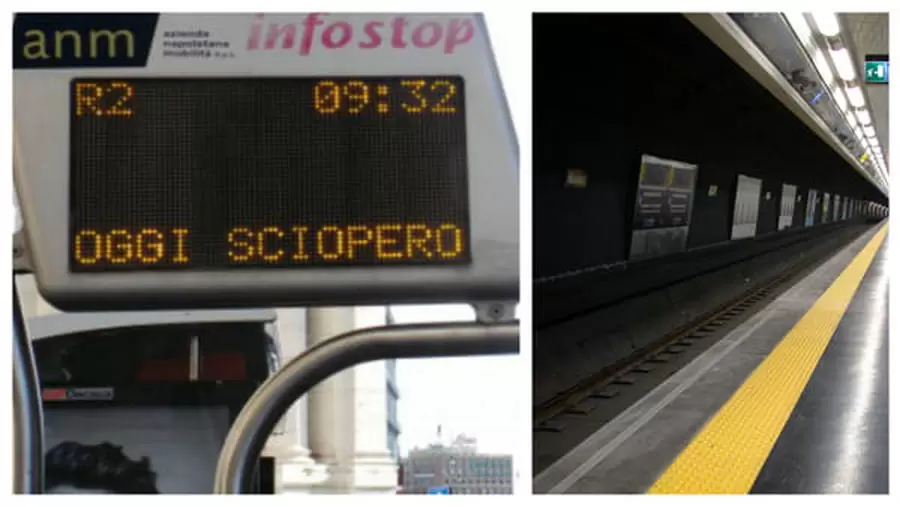 anm
azienda
napoletana
mobilità
infostop
R2 09:32
OGGI SCIOPERO